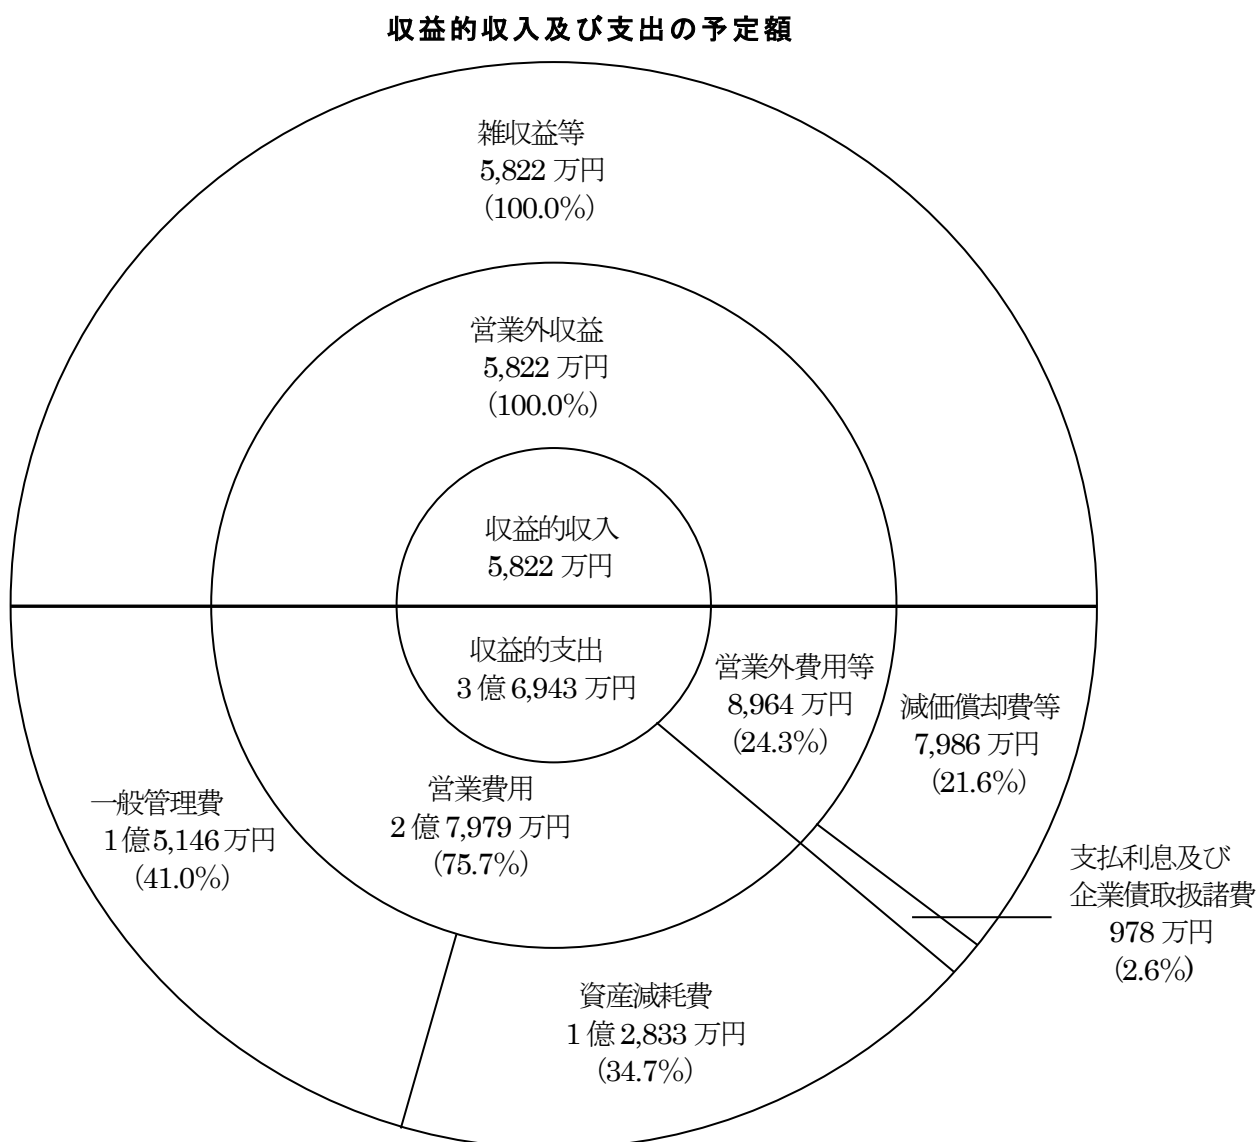 収益的収入及び支出の予定額
雑収益等
5,822 万円
(100.0%)
営業外収益
5,822 万円
(100.0%)
収益的収入
5,822 万円
収益的支出
3 億 6,943 万円
営業外費用等
8,964 万円
(24.3%)
減価償却費等
7,986 万円
(21.6%)
営業費用
2 億 7,979 万円
(75.7%)
一般管理費
1 億 5,146 万円
(41.0%)
支払利息及び
企業債取扱諸費
978 万円
(2.6%)
資産減耗費
1 億 2,833 万円
(34.7%)